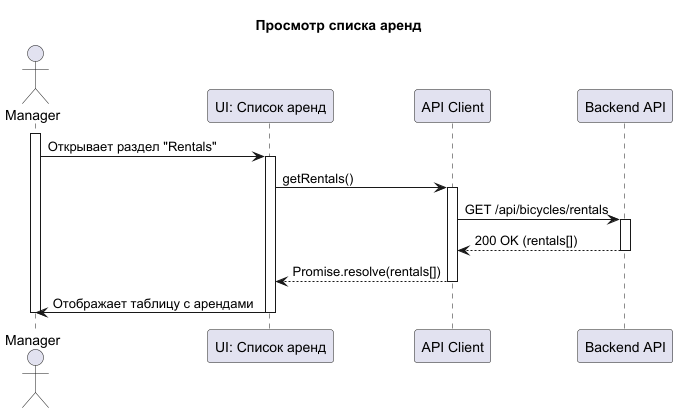 Просмотр списка аренд
Manager
UI: Список аренд
API Client
Backend API
Открывает раздел "Rentals"
getRentals()
GET /api/bicycles/rentals
200 OK (rentals[])
Promise.resolve(rentals[])
Отображает таблицу с арендами
Manager
UI: Список аренд
API Client
Backend API